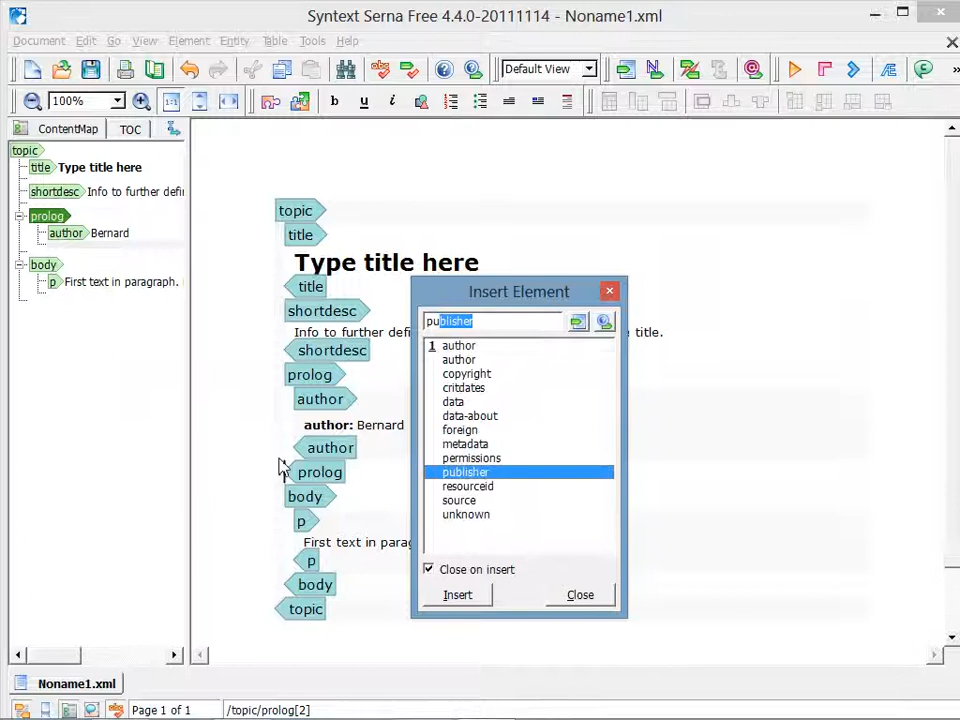 Syntext Serna Free 4.4.0-20111114 - Noname1.xml
Document Edit Go View Element Entity Table Tools Help
Default View
100% 1:1 b u i
ContentMap TOC
topic
title Type title here
shortdesc Info to further defi
prolog
author Bernard
body
p First text in paragraph.
topic
title
Type title here
title
shortdesc
Info to further defi title.
shortdesc
prolog
author
author: Bernard
author
prolog
body
p
First text in parag
p
body
topic
Insert Element
publisher
1 author
author
copyright
critdates
data
data-about
foreign
metadata
permissions
publisher
resourceid
source
unknown
Close on insert
Insert Close
Noname1.xml
Page 1 of 1 /topic/prolog[2]